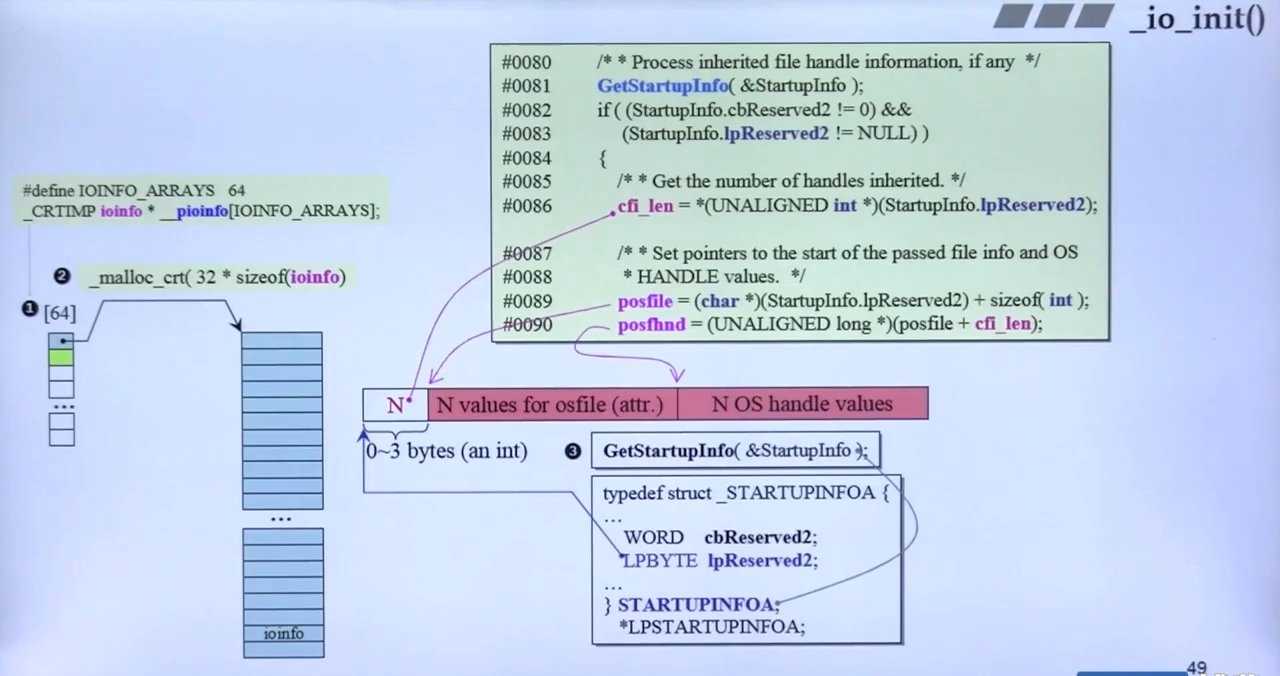 _io_init()
#0080 /* * Process inherited file handle information, if any */
#0081 GetStartupInfo( &StartupInfo );
#0082 if ( (StartupInfo.cbReserved2 != 0) &&
#0083 (StartupInfo.lpReserved2 != NULL) )
#0084 {
#0085 /* * Get the number of handles inherited. */
#0086 cfi_len = *(UNALIGNED int *)(StartupInfo.lpReserved2);
#0087 /* * Set pointers to the start of the passed file info and OS
#0088 * HANDLE values. */
#0089 posfile = (char *)(StartupInfo.lpReserved2) + sizeof( int );
#0090 posfhnd = (UNALIGNED long *)(posfile + cfi_len);
#define IOINFO_ARRAYS 64
_CRTIMP ioinfo * __pioinfo[IOINFO_ARRAYS];
❷ _malloc_crt( 32 * sizeof(ioinfo)
❶ [64]
...
...
ioinfo
N N values for osfile (attr.) N OS handle values
0~3 bytes (an int)
❸ GetStartupInfo( &StartupInfo );
typedef struct _STARTUPINFOA {
...
WORD cbReserved2;
LPBYTE lpReserved2;
...
} STARTUPINFOA,
*LPSTARTUPINFOA;
49